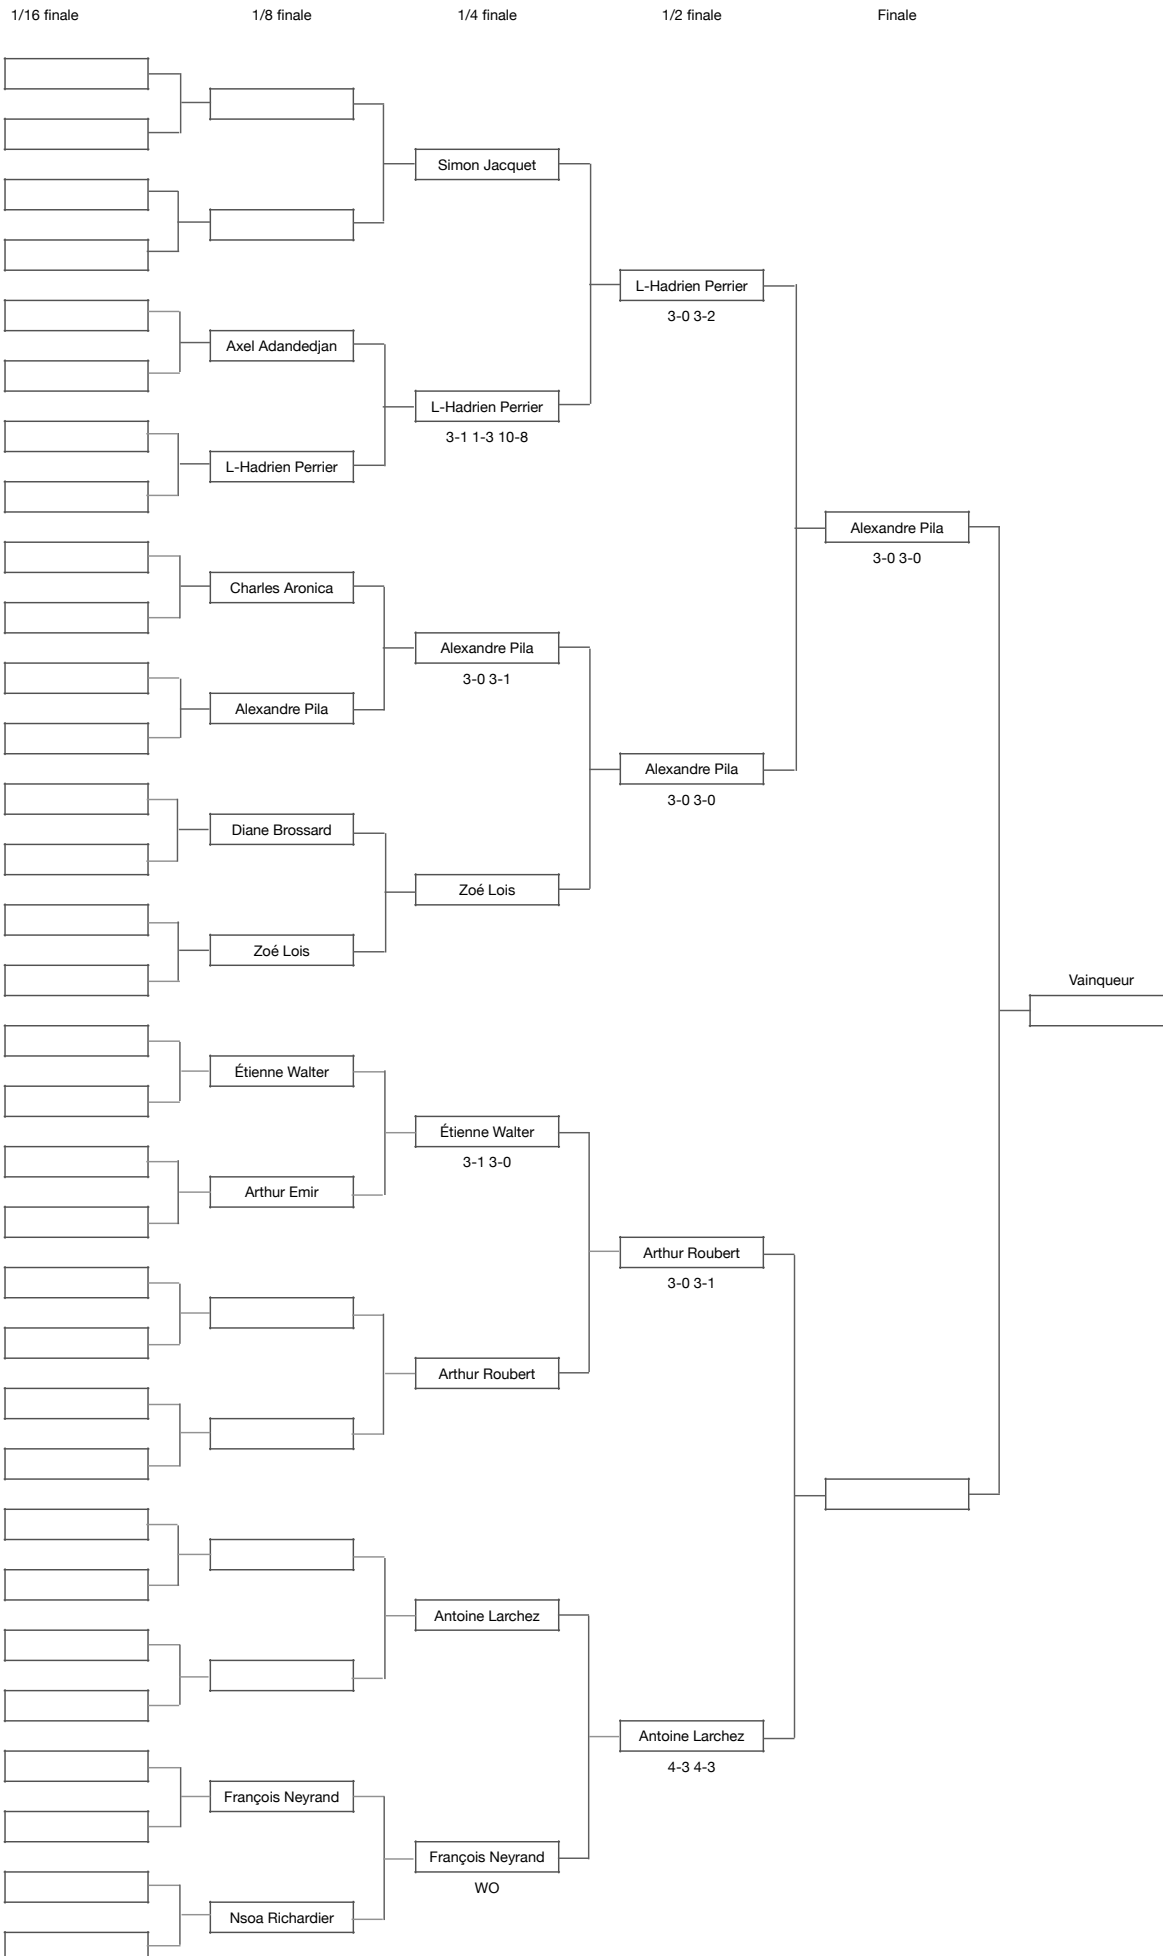 1/16 finale
1/8 finale
1/4 finale
1/2 finale
Finale
Simon Jacquet
L-Hadrien Perrier
3-0 3-2
Axel Adandedjan
L-Hadrien Perrier
3-1 1-3 10-8
L-Hadrien Perrier
Alexandre Pila
3-0 3-0
Charles Aronica
Alexandre Pila
3-0 3-1
Alexandre Pila
Alexandre Pila
3-0 3-0
Diane Brossard
Zoé Lois
Zoé Lois
Vainqueur
Étienne Walter
Étienne Walter
3-1 3-0
Arthur Emir
Arthur Roubert
3-0 3-1
Arthur Roubert
Antoine Larchez
Antoine Larchez
4-3 4-3
François Neyrand
François Neyrand
WO
Nsoa Richardier